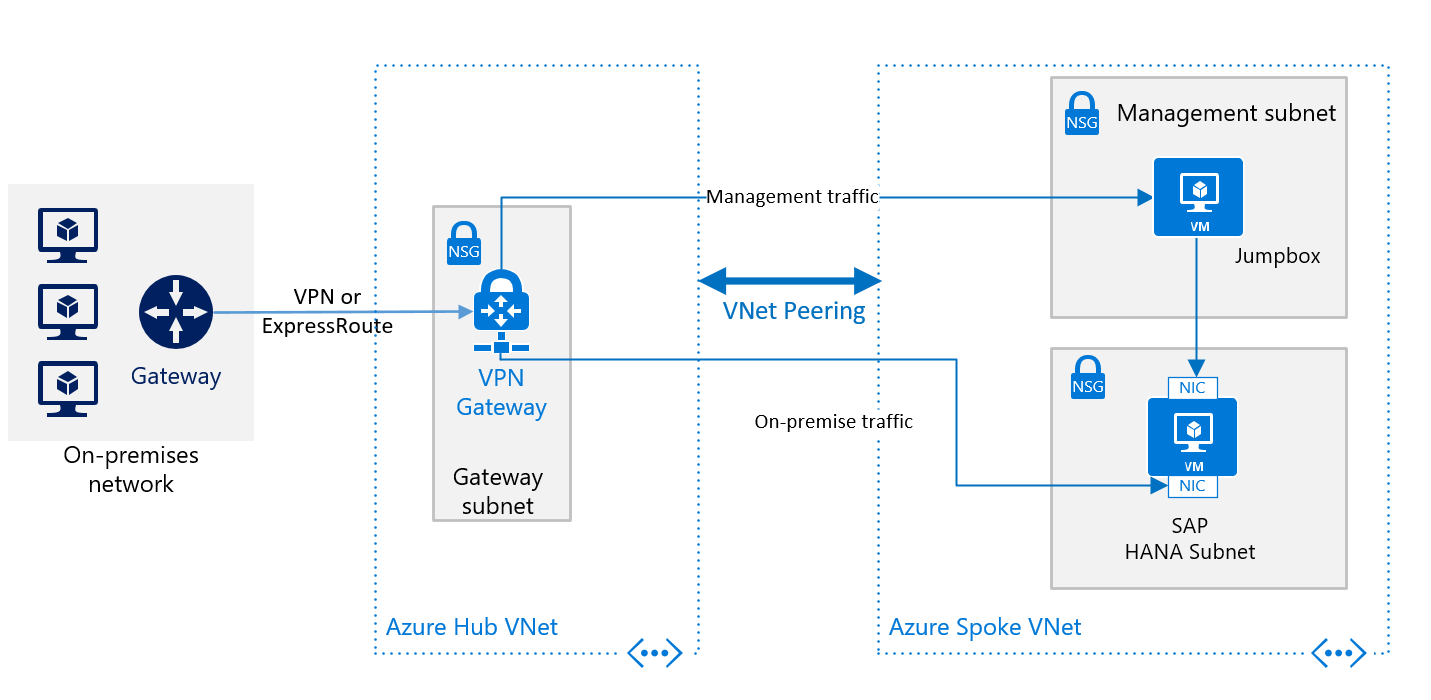 NSG
Management subnet
VM
Jumpbox
Management traffic
NSG
VPN or
ExpressRoute
VNet Peering
Gateway
VPN
Gateway
On-premise traffic
NSG
NIC
VM
NIC
On-premises
network
Gateway
subnet
SAP
HANA Subnet
Azure Hub VNet
Azure Spoke VNet